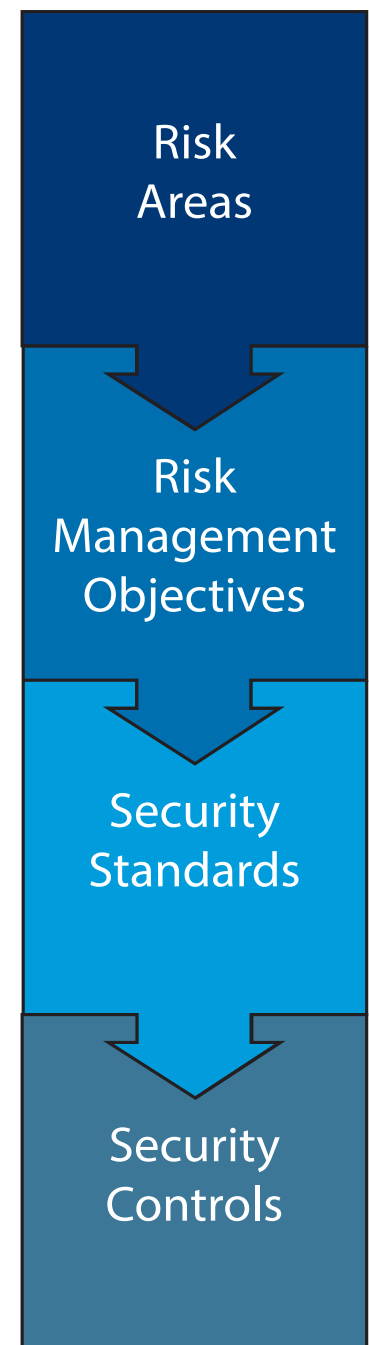 Risk
Areas
Risk
Management
Objectives
Security
Standards
Security
Controls